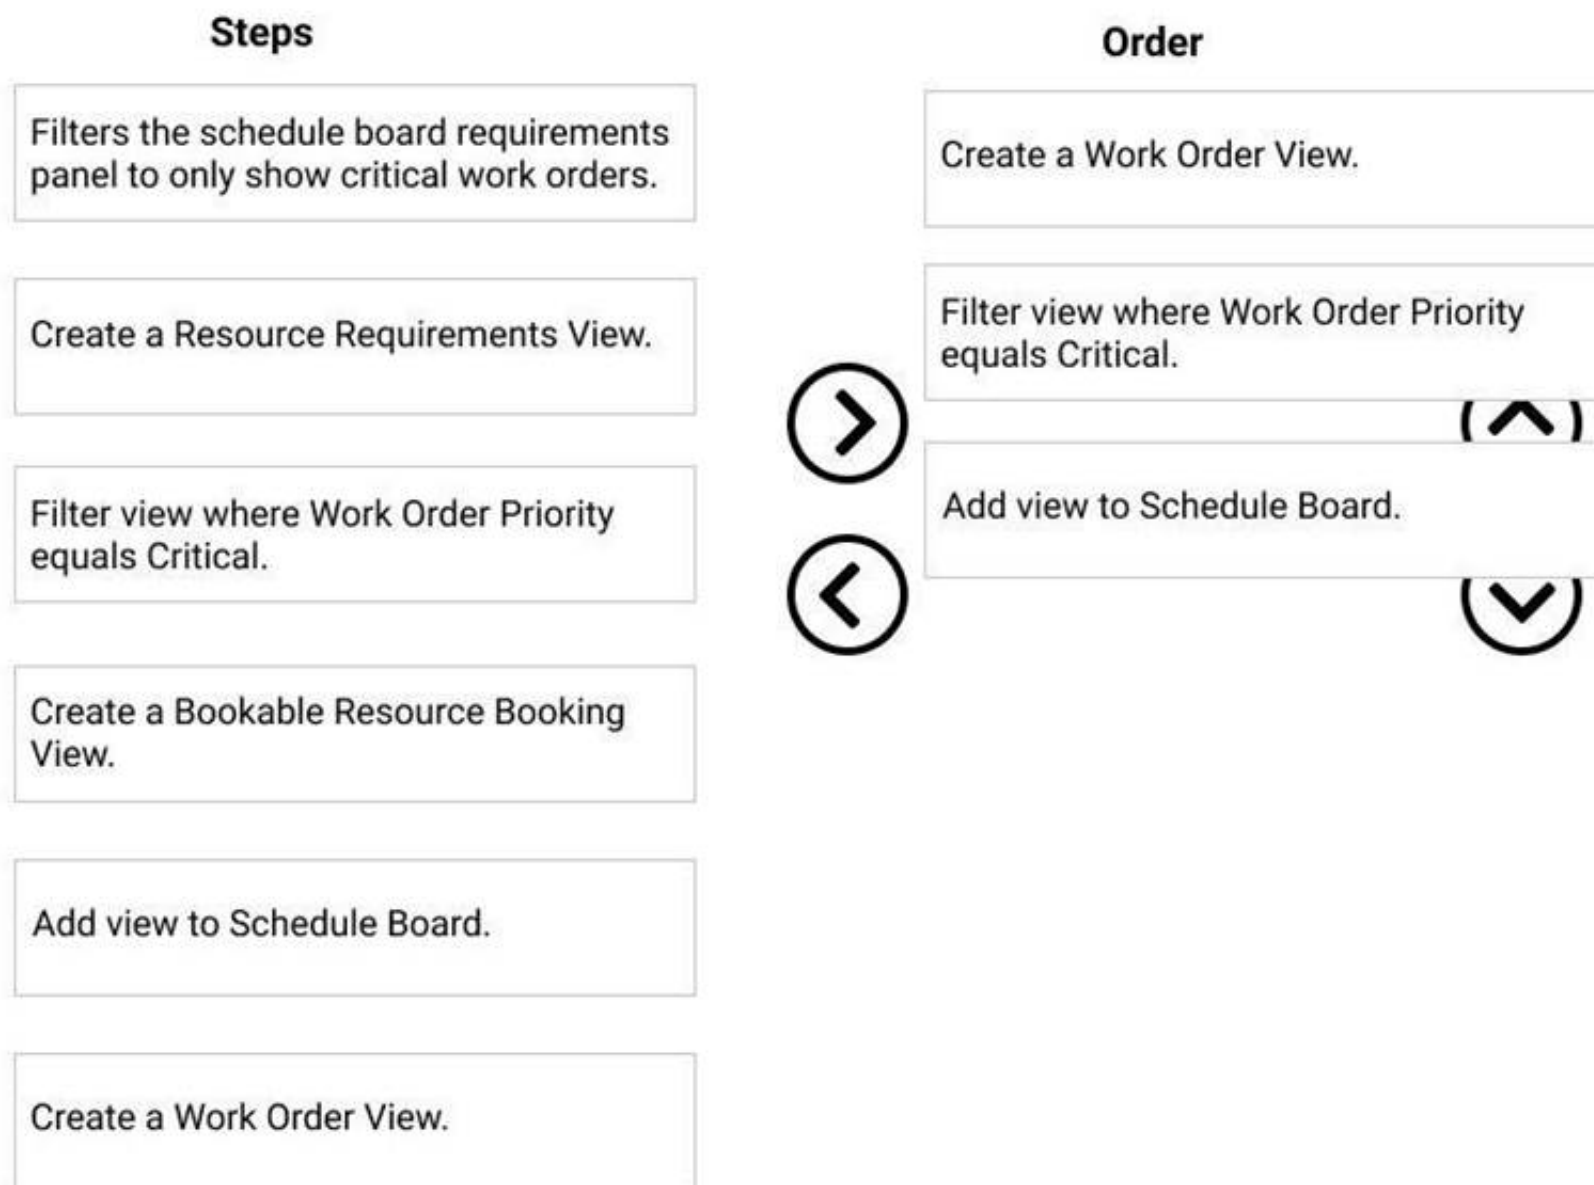 Steps
Filters the schedule board requirements
panel to only show critical work orders.
Create a Resource Requirements View.
Filter view where Work Order Priority
equals Critical.
Create a Bookable Resource Booking
View.
Add view to Schedule Board.
Create a Work Order View.
Order
Create a Work Order View.
Filter view where Work Order Priority
equals Critical.
Add view to Schedule Board.